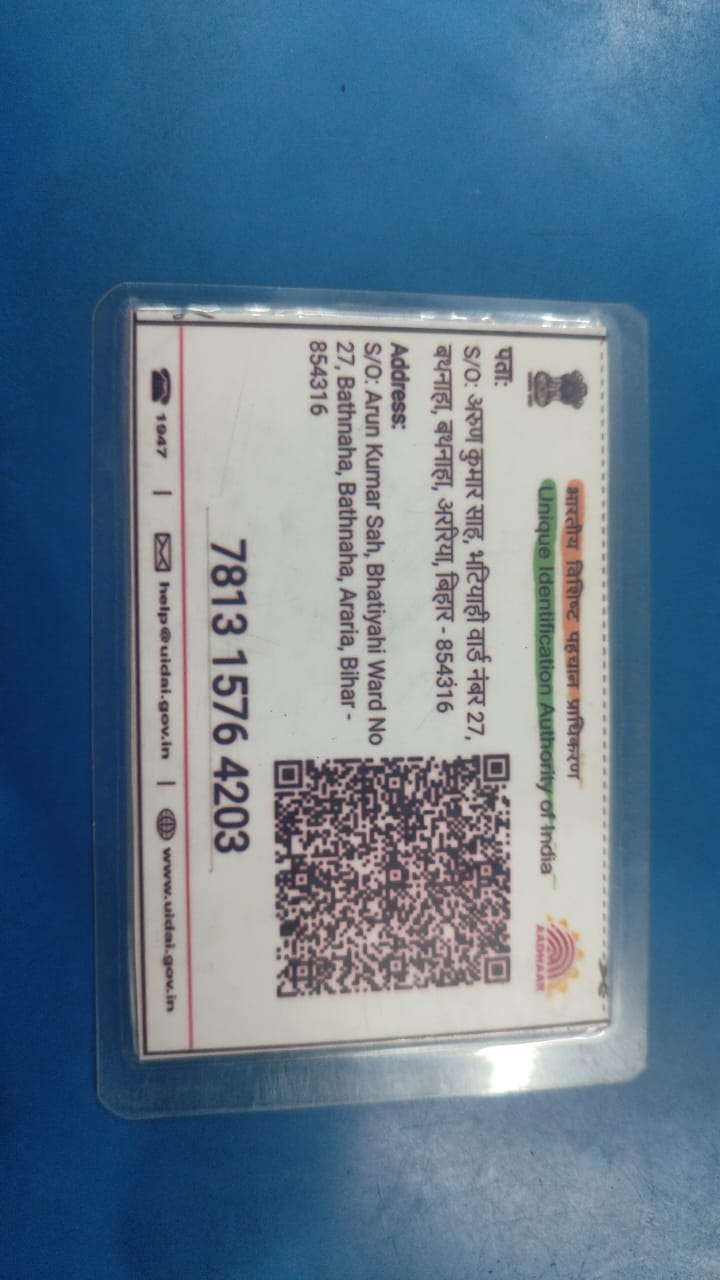 भारतीय विशिष्ट पहचान प्राधिकरण
Unique Identification Authority of India
AADHAAR
पता:
S/O: अरुण कुमार साह, भटियाही वार्ड नंबर 27,
बथनाहा, बथनाहा, अररिया, बिहार - 854316
Address:
S/O: Arun Kumar Sah, Bhatiyahi Ward No
27, Bathnaha, Bathnaha, Araria, Bihar -
854316
7813 1576 4203
1947 | help@uidai.gov.in | www.uidai.gov.in